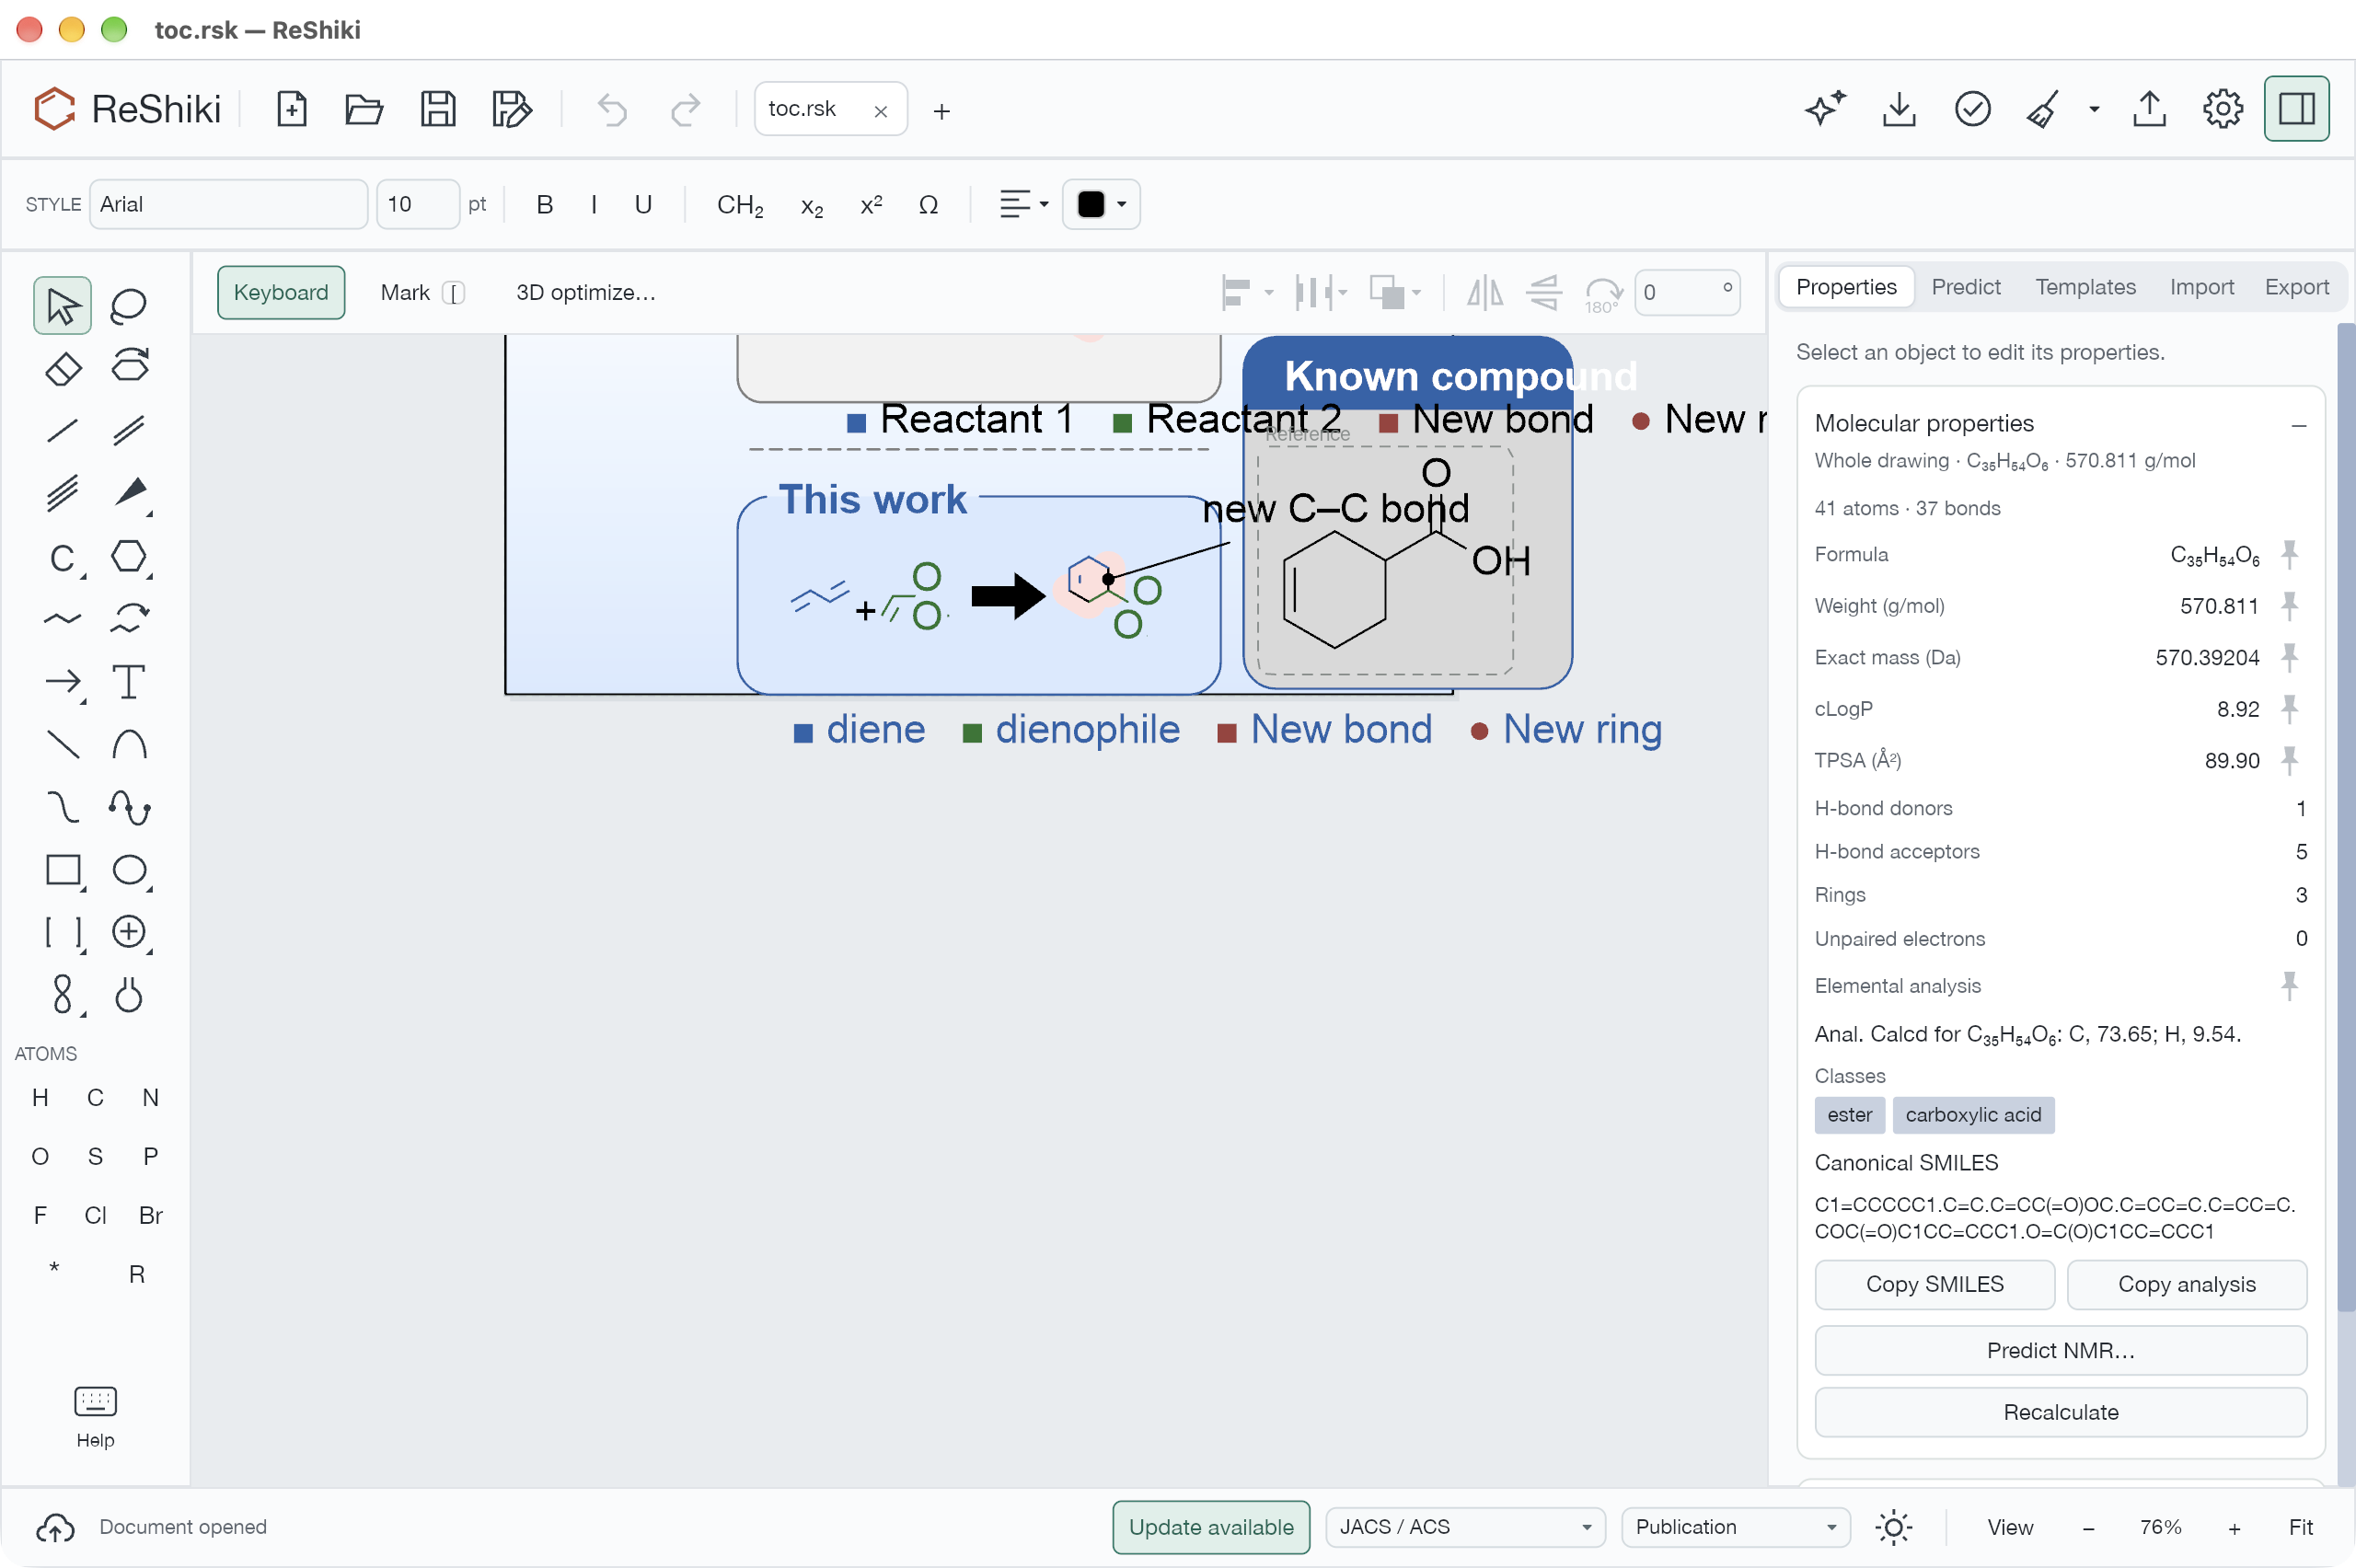 toc.rsk — ReShiki
ReShiki
toc.rsk × +
STYLE Arial 10 pt B I U CH₂ x₂ x² Ω
Keyboard Mark [ 3D optimize... 180° 0 °
Properties Predict Templates Import Export
Known compound
Reactant 1 Reactant 2 New bond New r
Reference
This work
new C–C bond
O
OH
+
O
O
O
O
diene dienophile New bond New ring
C
T
[ ]
ATOMS
H C N
O S P
F Cl Br
* R
Help
Select an object to edit its properties.
Molecular properties –
Whole drawing · C₃₅H₅₄O₆ · 570.811 g/mol
41 atoms · 37 bonds
Formula C₃₅H₅₄O₆
Weight (g/mol) 570.811
Exact mass (Da) 570.39204
cLogP 8.92
TPSA (Å²) 89.90
H-bond donors 1
H-bond acceptors 5
Rings 3
Unpaired electrons 0
Elemental analysis
Anal. Calcd for C₃₅H₅₄O₆: C, 73.65; H, 9.54.
Classes
ester carboxylic acid
Canonical SMILES
C1=CCCCC1.C=C.C=CC(=O)OC.C=CC=C.C=CC=C.
COC(=O)C1CC=CCC1.O=C(O)C1CC=CCC1
Copy SMILES Copy analysis
Predict NMR...
Recalculate
Document opened Update available JACS / ACS Publication View – 76% + Fit